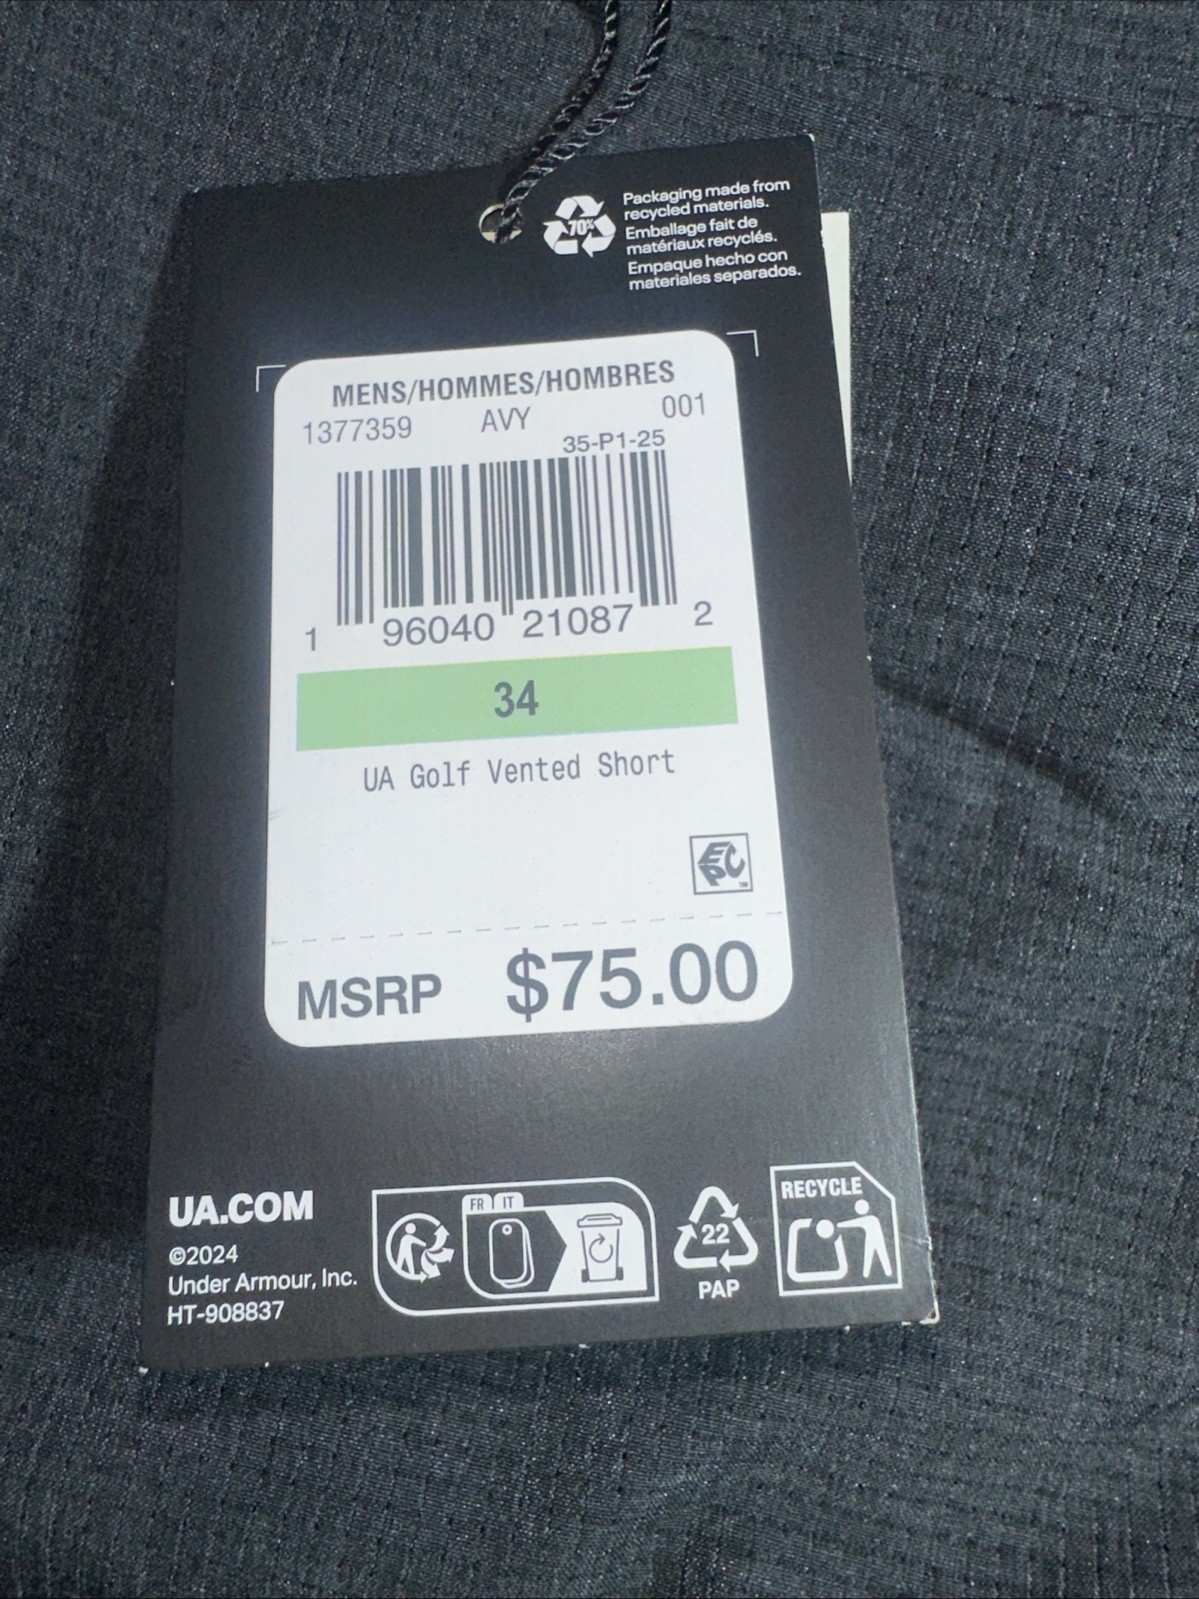 70%
Packaging made from
recycled materials.
Emballage fait de
matériaux recyclés.
Empaque hecho con
materiales separados.
MENS/HOMMES/HOMBRES
1377359 AVY 001
35-P1-25
1 96040 21087 2
34
UA Golf Vented Short
EPC
TM
MSRP $75.00
UA.COM
©2024
Under Armour, Inc.
HT-908837
FR IT
22
PAP
RECYCLE